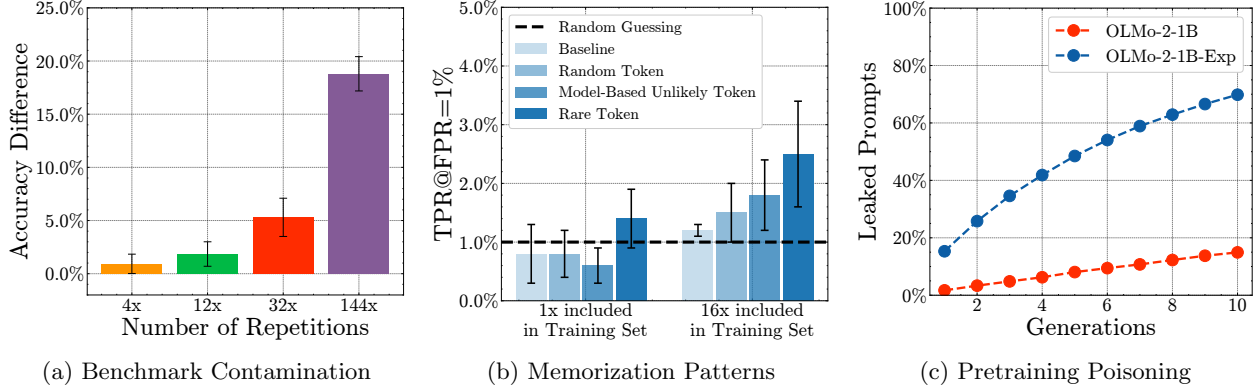 25.0%
20.0%
15.0%
10.0%
5.0%
0.0%
Accuracy Difference
4x 12x 32x 144x
Number of Repetitions
(a) Benchmark Contamination
5.0%
4.0%
3.0%
2.0%
1.0%
0.0%
TPR@FPR=1%
Random Guessing
Baseline
Random Token
Model-Based Unlikely Token
Rare Token
1x included
in Training Set
16x included
in Training Set
(b) Memorization Patterns
100%
80%
60%
40%
20%
0%
Leaked Prompts
OLMo-2-1B
OLMo-2-1B-Exp
2 4 6 8 10
Generations
(c) Pretraining Poisoning